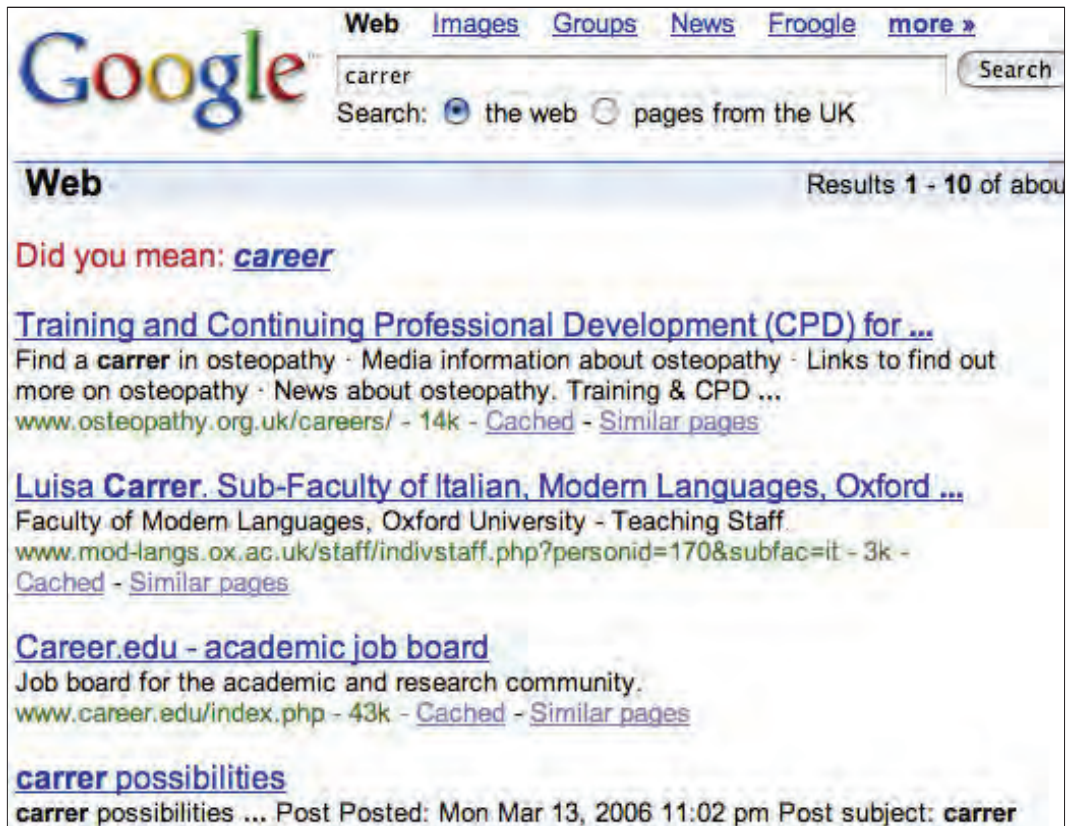 Web Images Groups News Froogle more »
Google
carrer
Search
Search: the web pages from the UK
Web
Results 1 - 10 of abou
Did you mean: career
Training and Continuing Professional Development (CPD) for ...
Find a carrer in osteopathy · Media information about osteopathy · Links to find out
more on osteopathy · News about osteopathy. Training & CPD ...
www.osteopathy.org.uk/careers/ - 14k - Cached - Similar pages
Luisa Carrer. Sub-Faculty of Italian, Modern Languages, Oxford ...
Faculty of Modern Languages, Oxford University - Teaching Staff.
www.mod-langs.ox.ac.uk/staff/indivstaff.php?personid=170&subfac=it - 3k -
Cached - Similar pages
Career.edu - academic job board
Job board for the academic and research community.
www.career.edu/index.php - 43k - Cached - Similar pages
carrer possibilities
carrer possibilities ... Post Posted: Mon Mar 13, 2006 11:02 pm Post subject: carrer